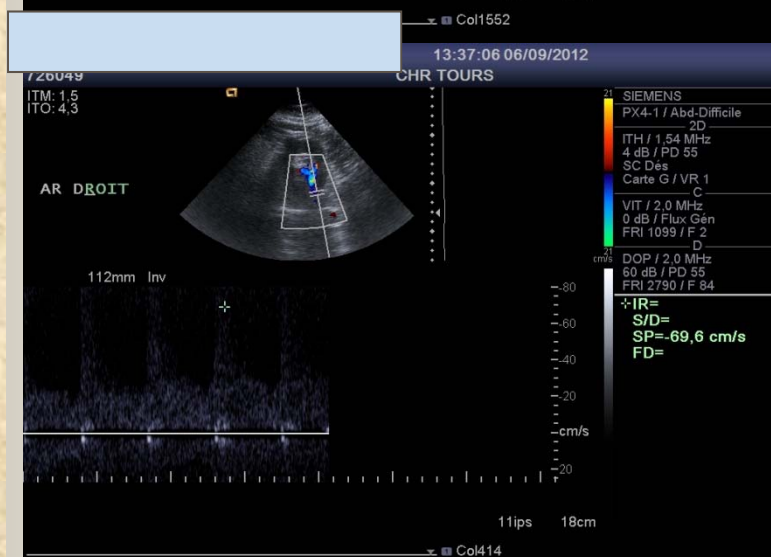 1 Col1552
13:37:06 06/09/2012
726049
CHR TOURS
ITM: 1,5
ITO: 4,3
AR DROIT
21
cm/s 21
SIEMENS
PX4-1 / Abd-Difficile
2D
ITH / 1,54 MHz
4 dB / PD 55
SC Dés
Carte G / VR 1
C
VIT / 2,0 MHz
0 dB / Flux Gén
FRI 1099 / F 2
D
DOP / 2,0 MHz
60 dB / PD 55
FRI 2790 / F 84
IR=
S/D=
SP=-69,6 cm/s
FD=
112mm Inv
-80
-60
-40
-20
cm/s
20
11ips 18cm
1 Col414